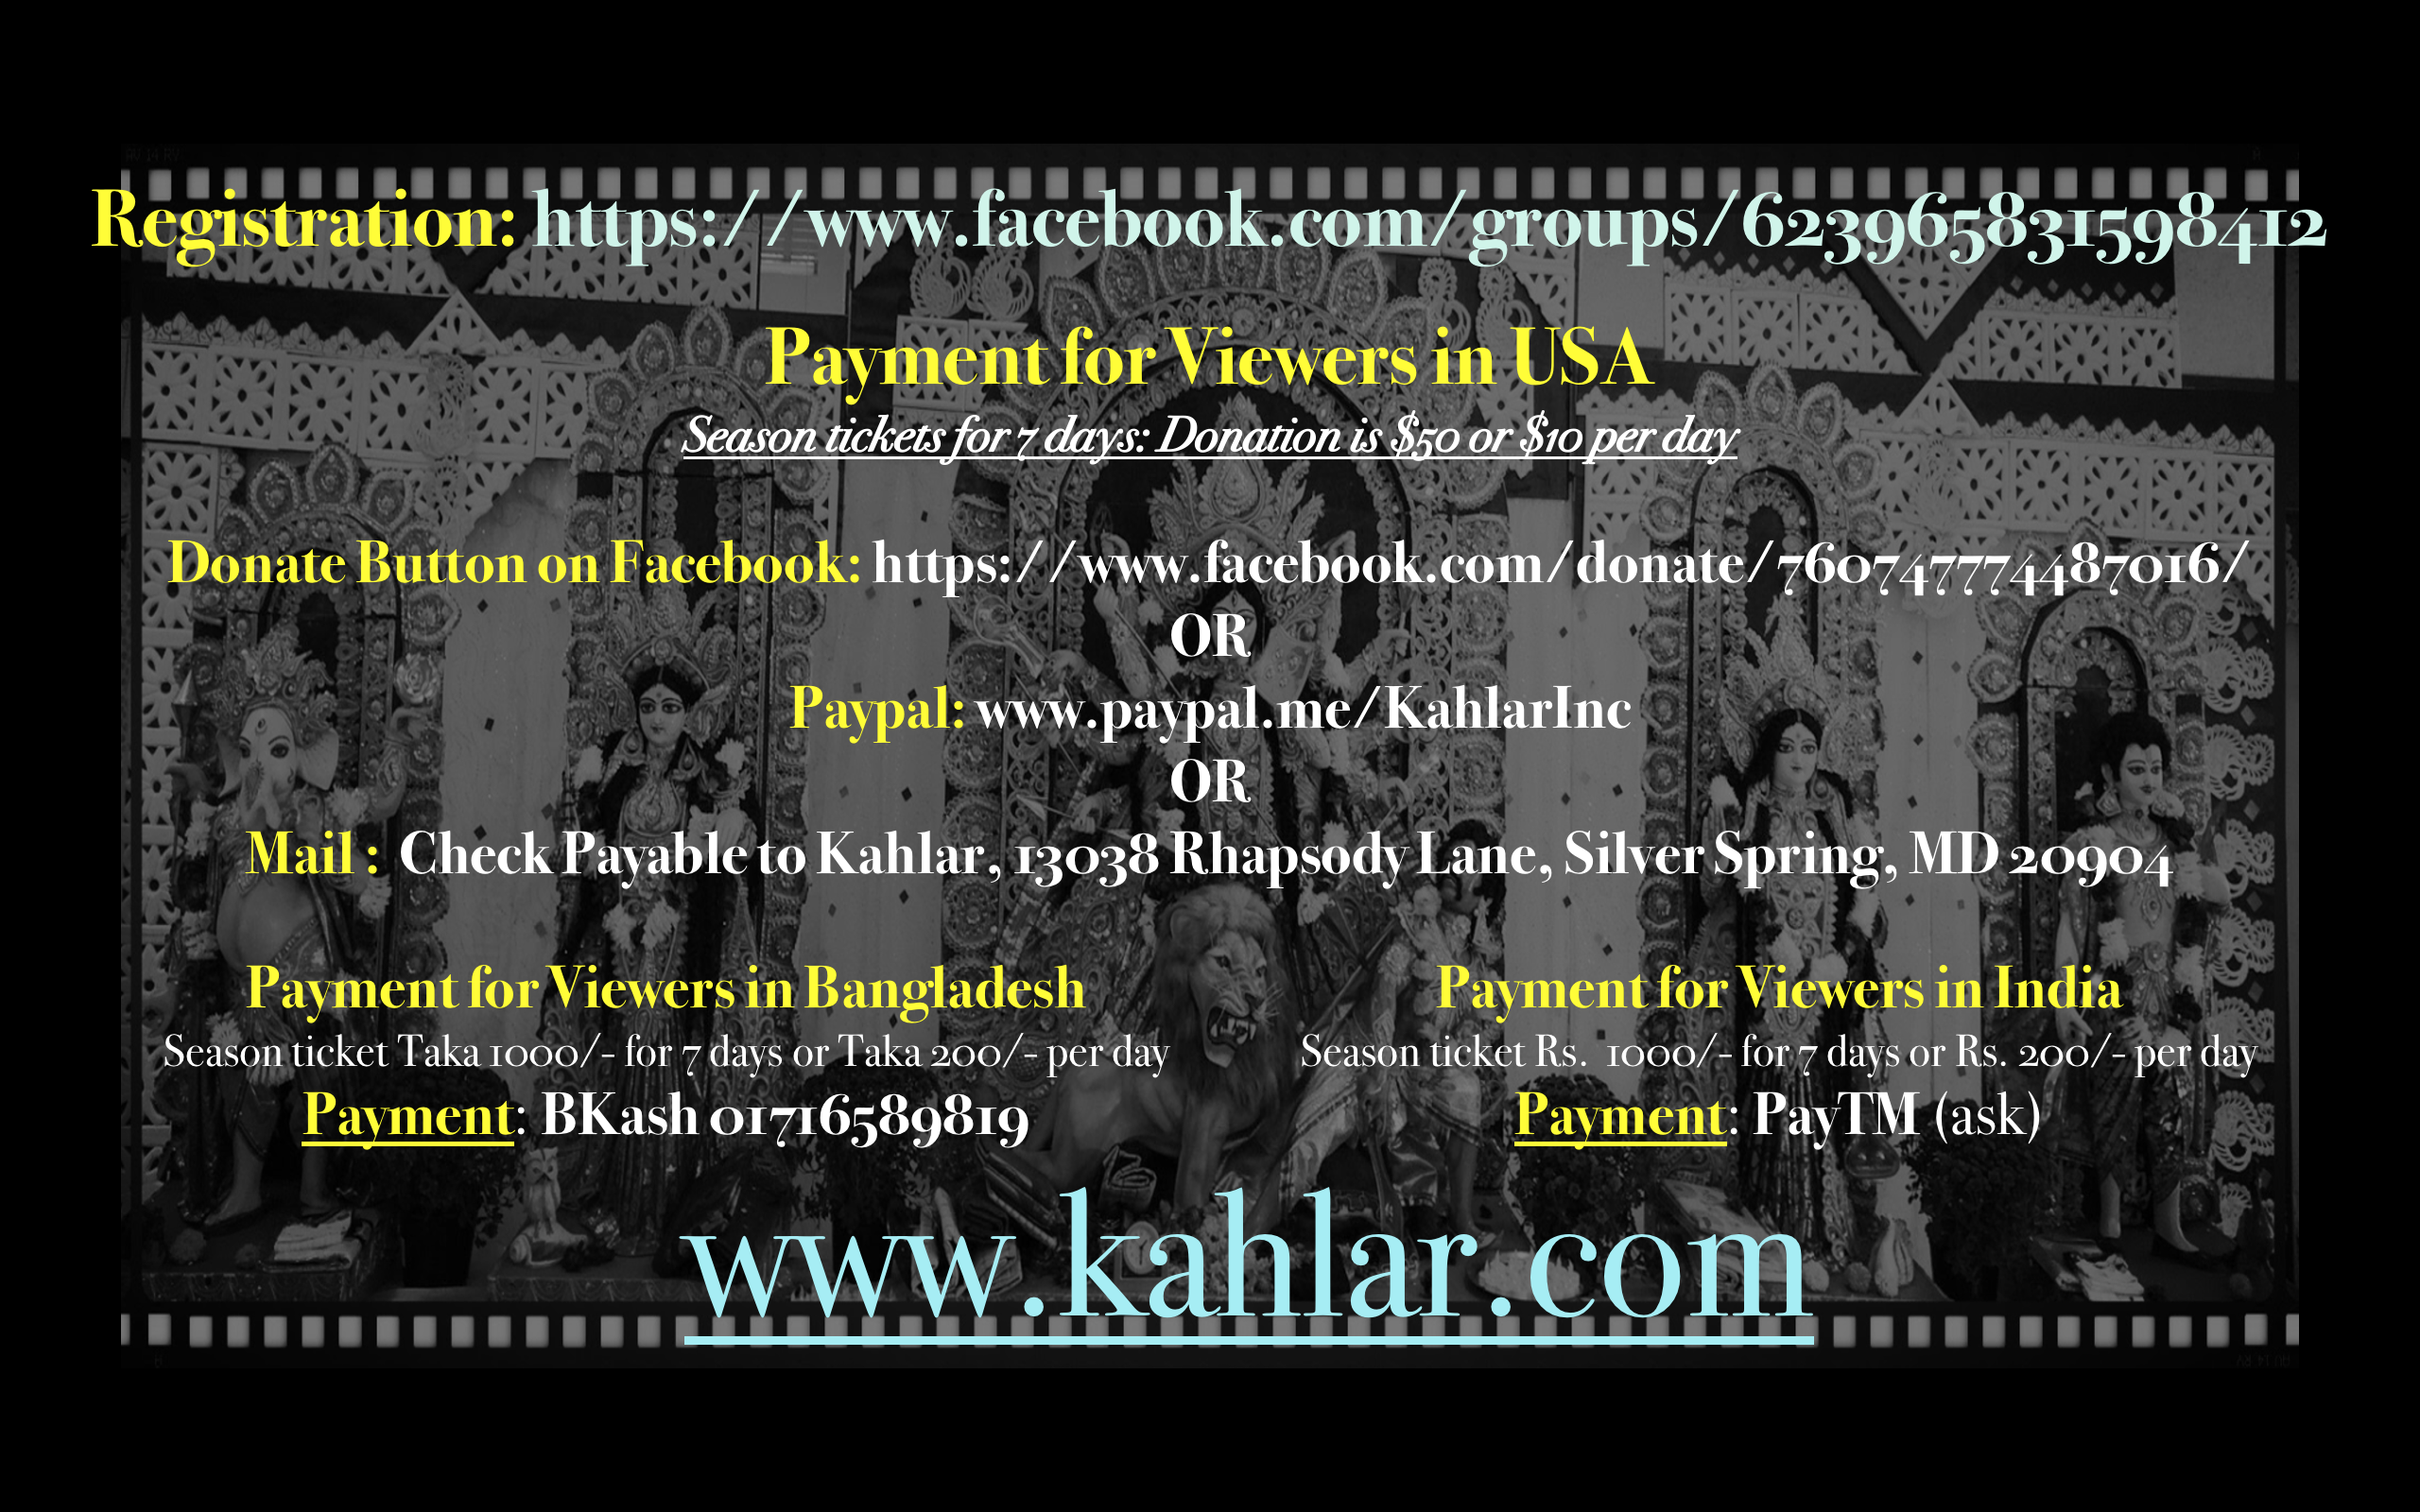 Registration: https://www.facebook.com/groups/623965831598412
Payment for Viewers in USA
Season tickets for 7 days: Donation is $50 or $10 per day
Donate Button on Facebook: https://www.facebook.com/donate/760747774487016/
OR
Paypal: www.paypal.me/KahlarInc
OR
Mail : Check Payable to Kahlar, 13038 Rhapsody Lane, Silver Spring, MD 20904
Payment for Viewers in Bangladesh
Season ticket Taka 1000/- for 7 days or Taka 200/- per day
Payment: BKash 01716589819
Payment for Viewers in India
Season ticket Rs. 1000/- for 7 days or Rs. 200/- per day
Payment: PayTM (ask)
www.kahlar.com